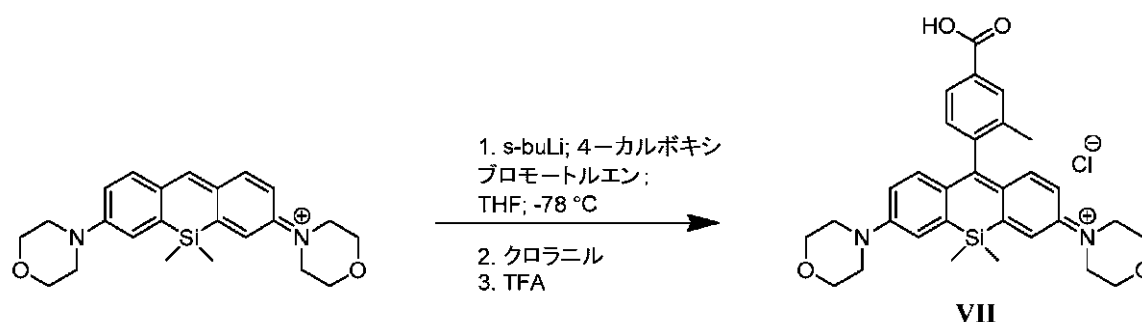 HO
O
1. s-buLi; 4ーカルボキシ
ブロモートルエン;
THF; -78 °C
2. クロラニル
3. TFA
Cl⊖
N
O
Si
⊕
N
O
N
O
Si
⊕
N
O
VII